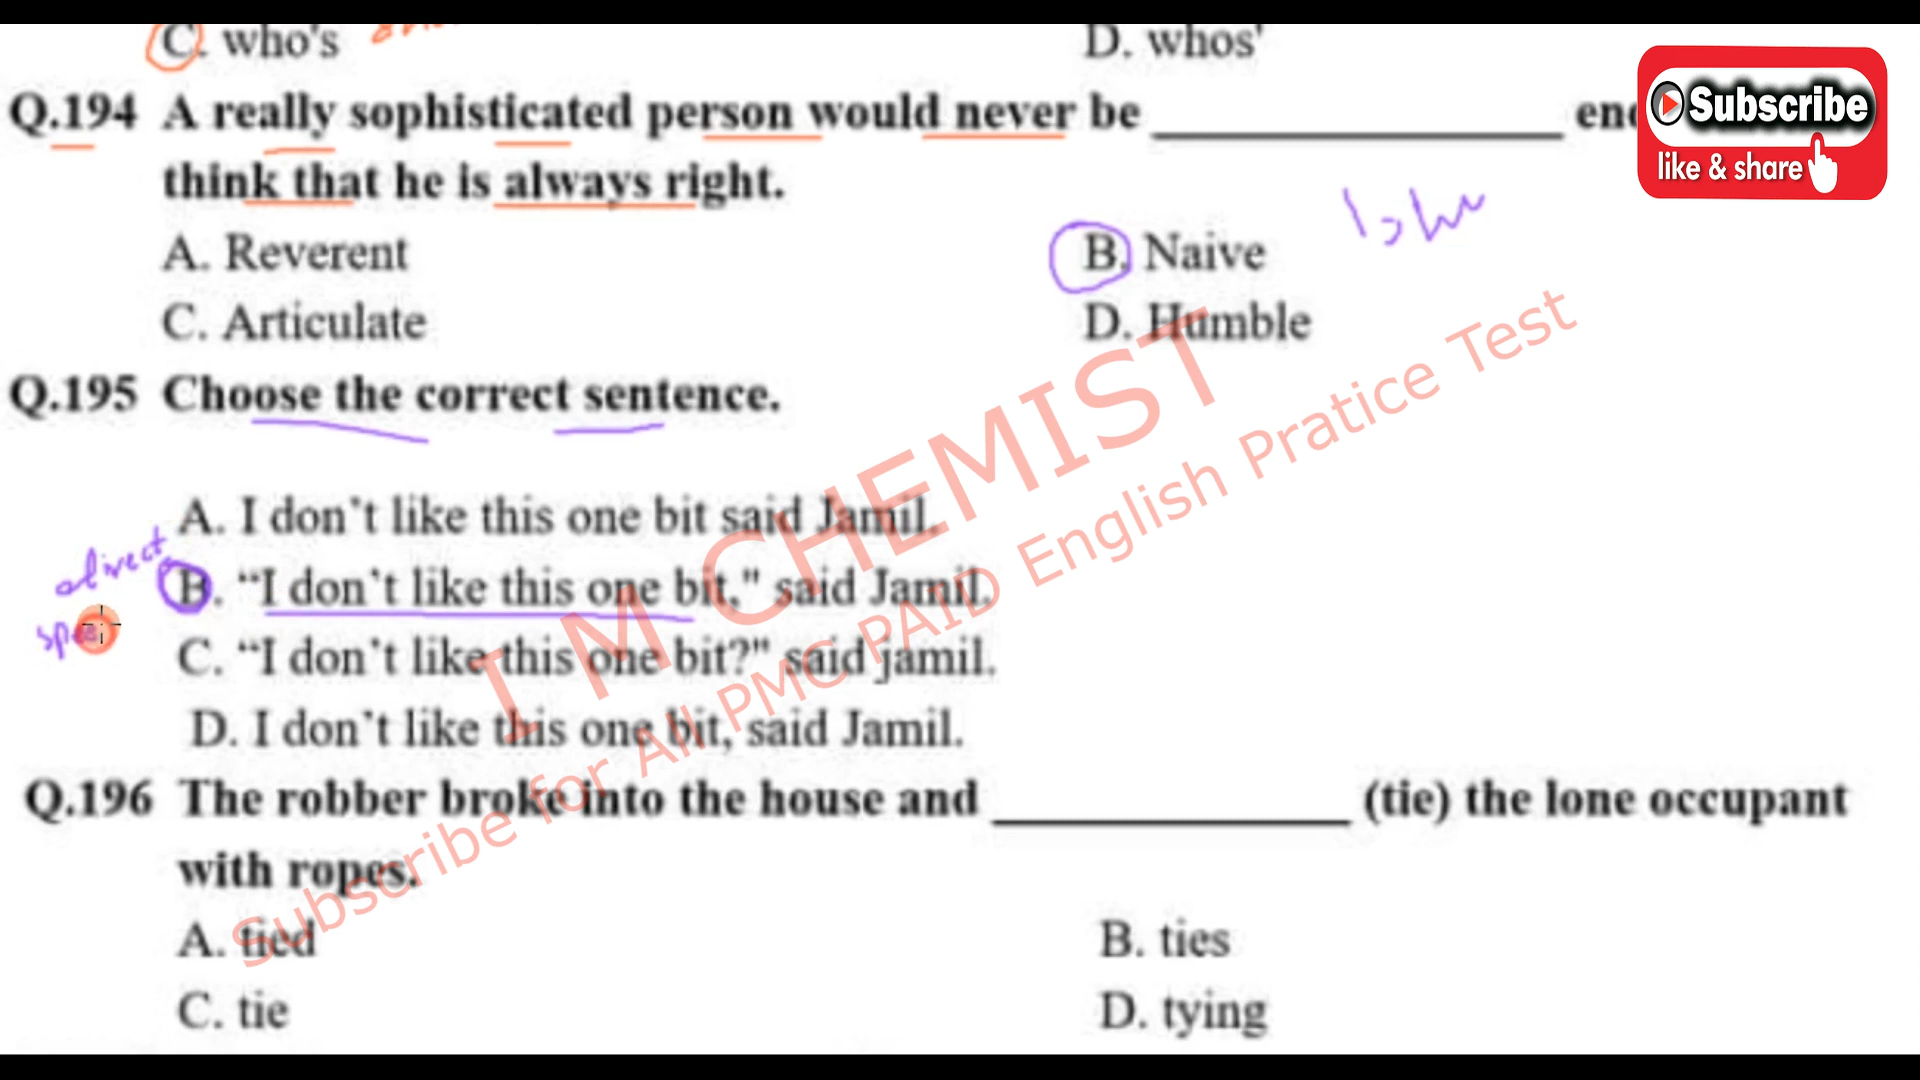 C. who's
D. whos'
Q.194 A really sophisticated person would never be ____________
think that he is always right.
A. Reverent
B. Naive
C. Articulate
D. Humble
Q.195 Choose the correct sentence.
A. I don't like this one bit said Jamil.
direct
B. “I don't like this one bit," said Jamil.
C. “I don't like this one bit?" said jamil.
D. I don't like this one bit, said Jamil.
Q.196 The robber broke into the house and ____________ (tie) the lone occupant
with ropes.
A. tied
B. ties
C. tie
D. tying
Subscribe
like & share
I M CHEMIST
Subscribe for All PMC PAID English Pratice Test